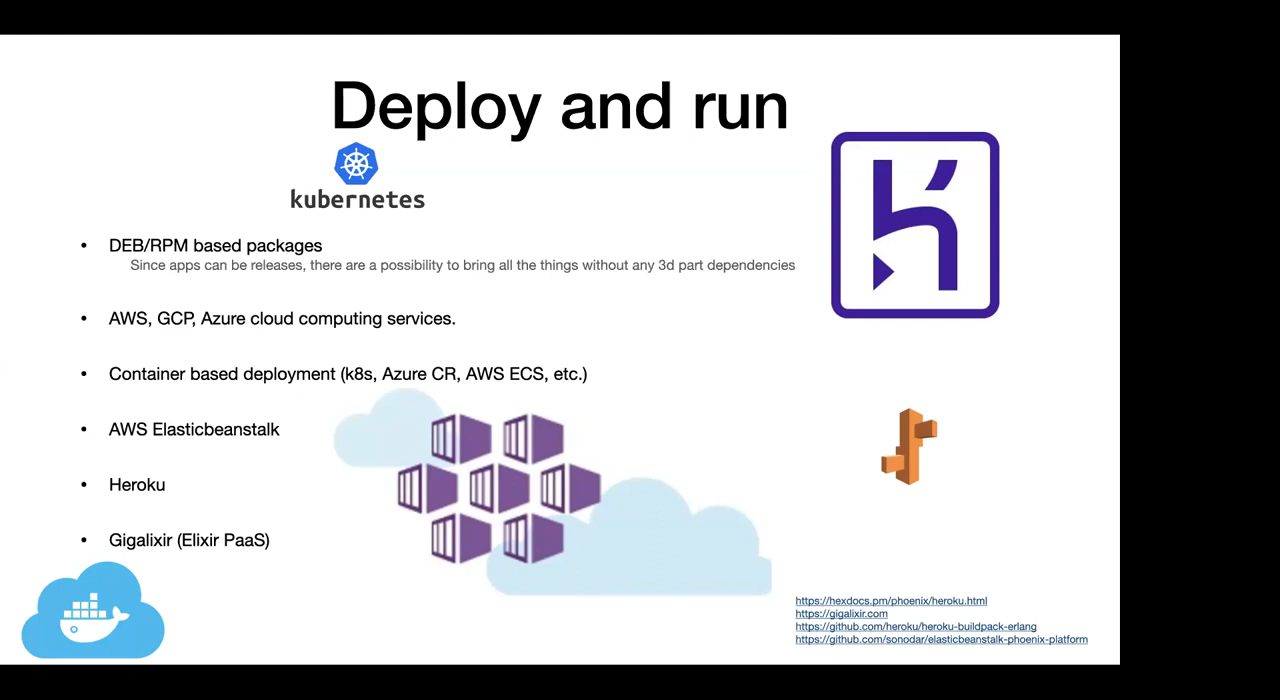 Deploy and run
kubernetes
• DEB/RPM based packages
Since apps can be releases, there are a possibility to bring all the things without any 3d part dependencies
• AWS, GCP, Azure cloud computing services.
• Container based deployment (k8s, Azure CR, AWS ECS, etc.)
• AWS Elasticbeanstalk
• Heroku
• Gigalixir (Elixir PaaS)
https://hexdocs.pm/phoenix/heroku.html
https://gigalixir.com
https://github.com/heroku/heroku-buildpack-erlang
https://github.com/sonodar/elasticbeanstalk-phoenix-platform